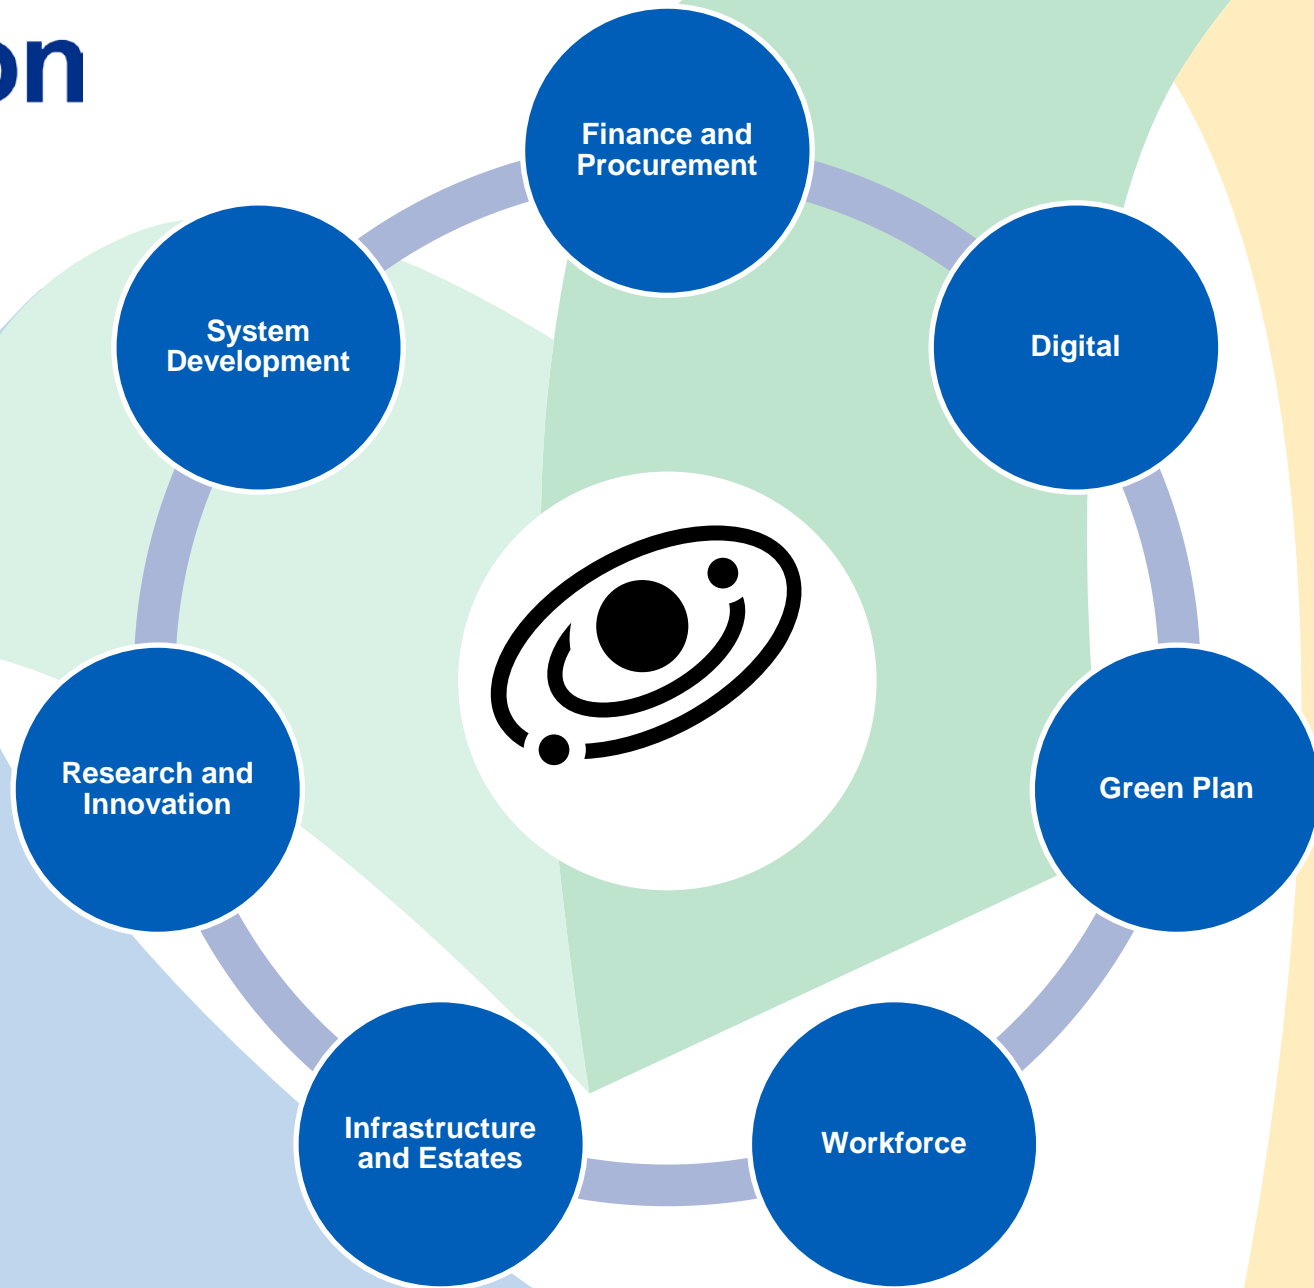 on
Finance and
Procurement
Digital
Green Plan
Workforce
Infrastructure
and Estates
Research and
Innovation
System
Development